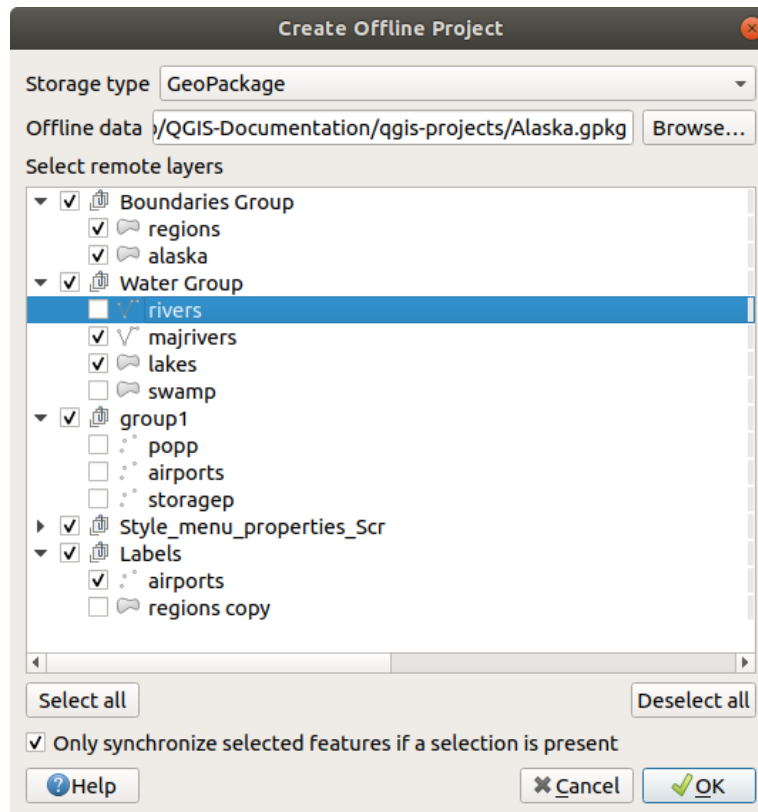 Create Offline Project
Storage type GeoPackage
Offline data /QGIS-Documentation/qgis-projects/Alaska.gpkg Browse...
Select remote layers
Boundaries Group
regions
alaska
Water Group
rivers
majrivers
lakes
swamp
group1
popp
airports
storagep
Style_menu_properties_Scr
Labels
airports
regions copy
Select all Deselect all
Only synchronize selected features if a selection is present
Help Cancel OK